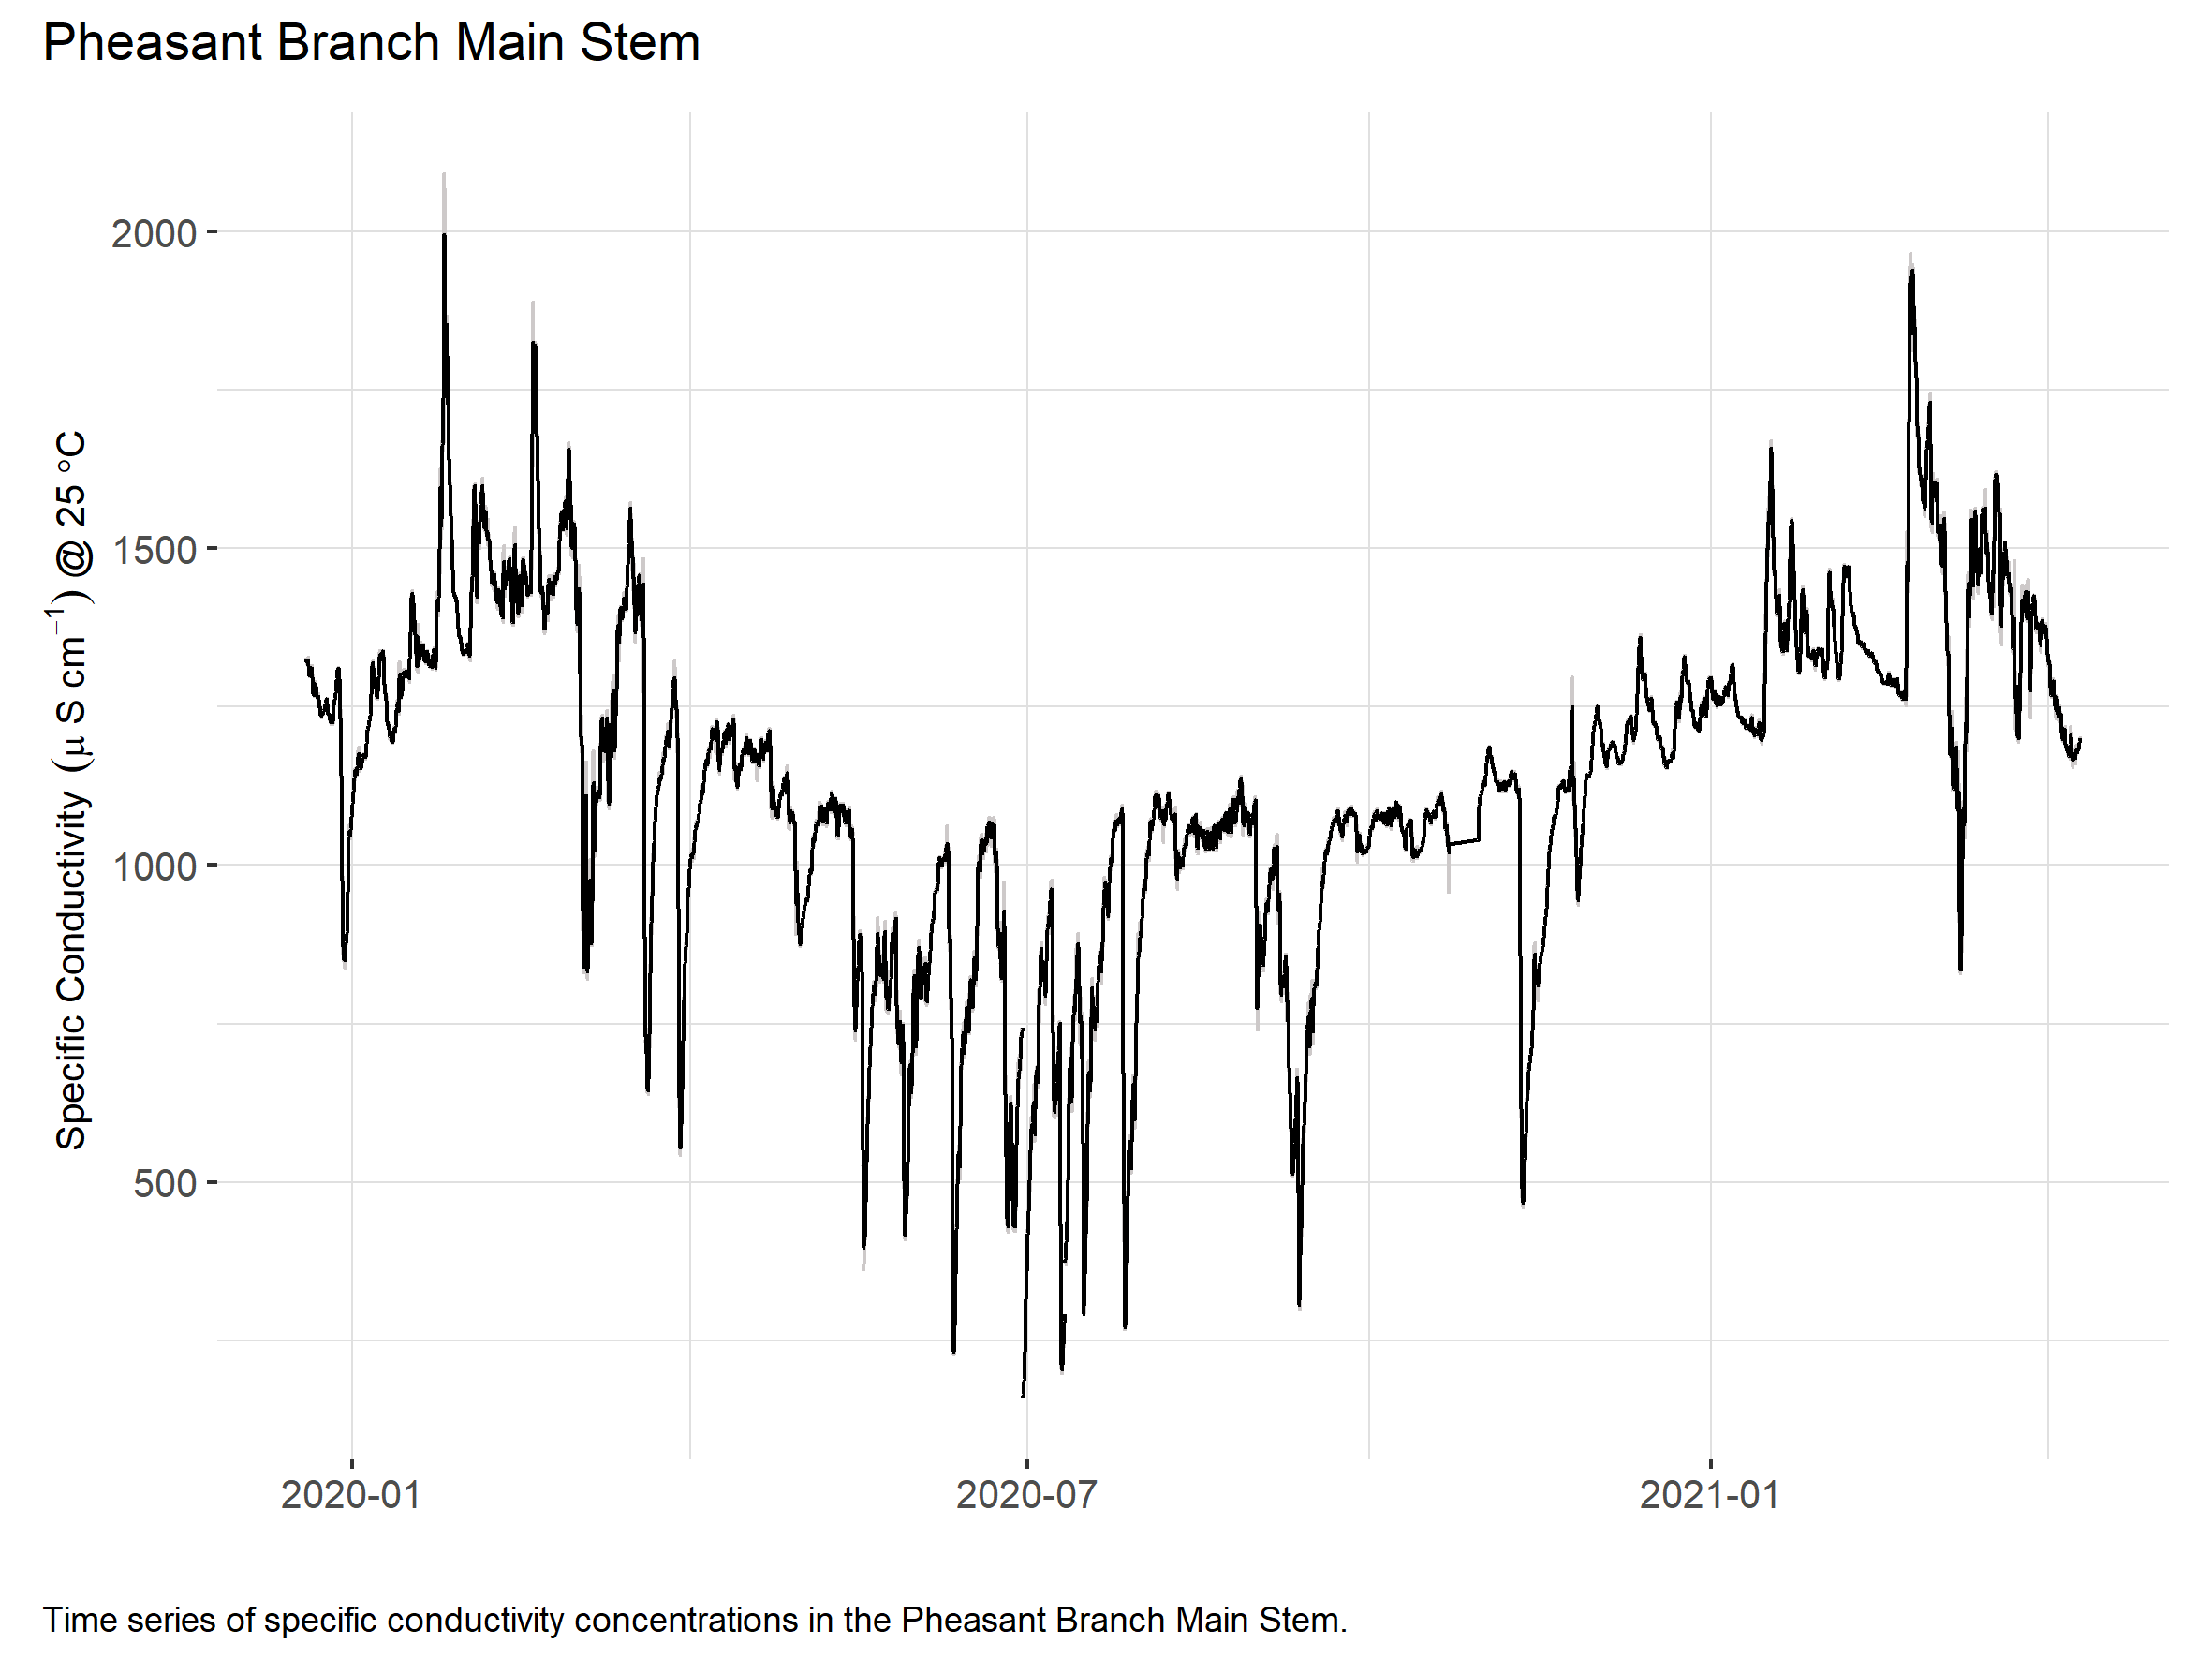 Pheasant Branch Main Stem
Specific Conductivity (μ S cm⁻¹) @ 25 °C
2000
1500
1000
500
2020-01 2020-07 2021-01
Time series of specific conductivity concentrations in the Pheasant Branch Main Stem.